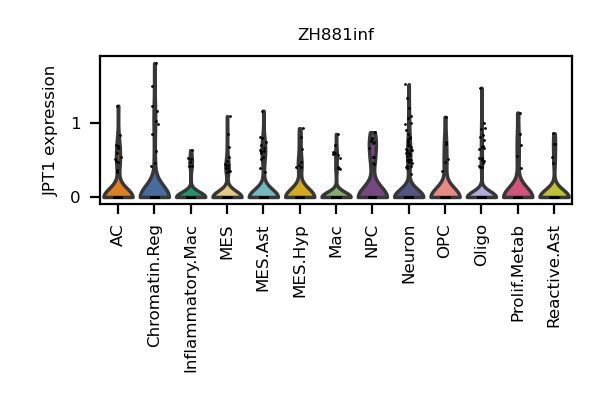 ZH881inf
JPT1 expression
1
0
AC
Chromatin.Reg
Inflammatory.Mac
MES
MES.Ast
MES.Hyp
Mac
NPC
Neuron
OPC
Oligo
Prolif.Metab
Reactive.Ast